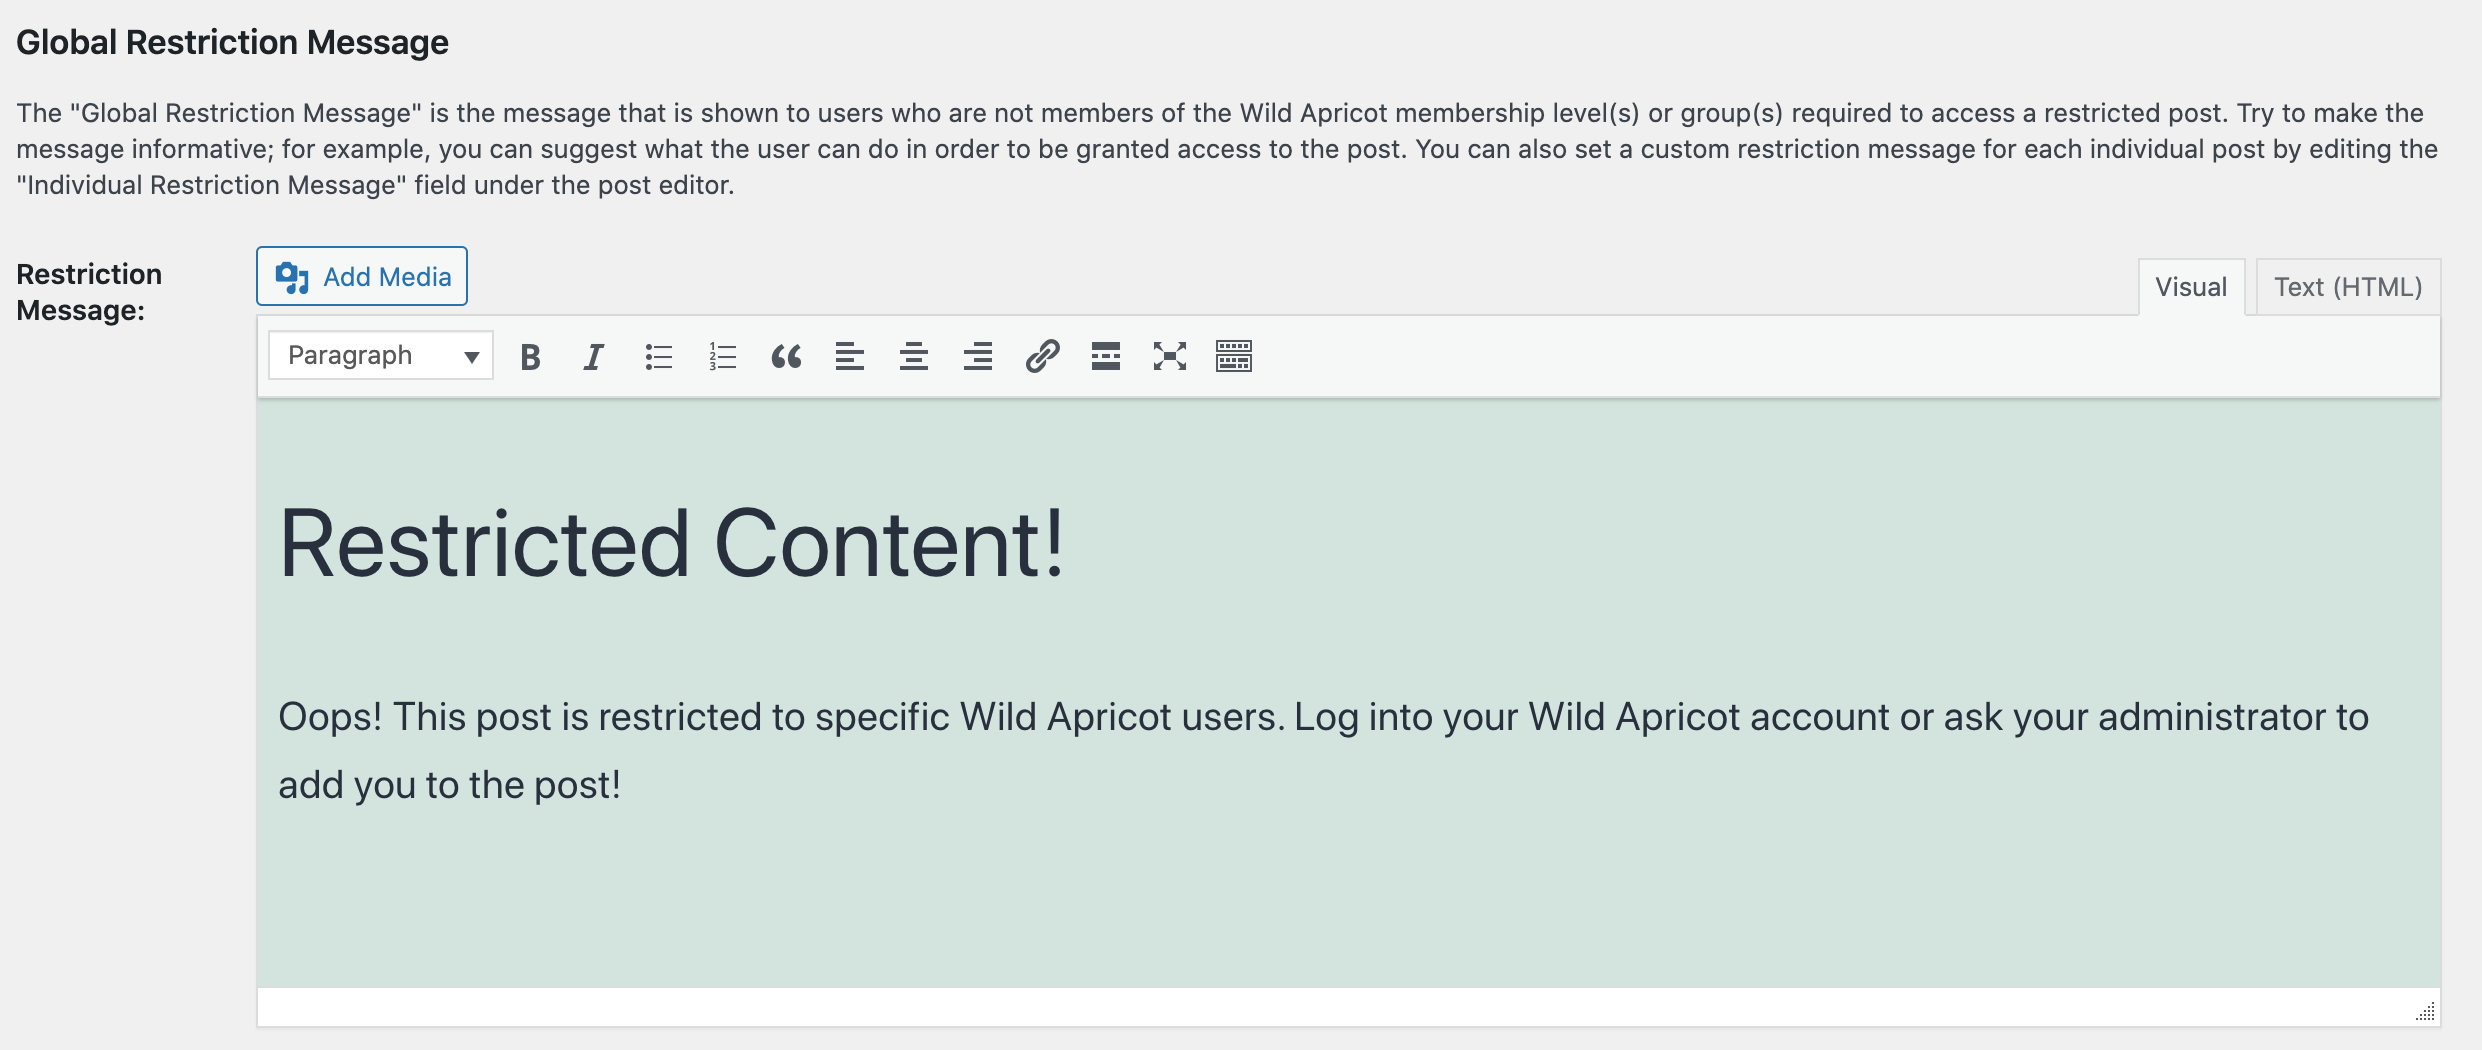 Global Restriction Message
The "Global Restriction Message" is the message that is shown to users who are not members of the Wild Apricot membership level(s) or group(s) required to access a restricted post. Try to make the
message informative; for example, you can suggest what the user can do in order to be granted access to the post. You can also set a custom restriction message for each individual post by editing the
"Individual Restriction Message" field under the post editor.
Restriction
Message:
Add Media
Visual
Text (HTML)
Paragraph
Restricted Content!
Oops! This post is restricted to specific Wild Apricot users. Log into your Wild Apricot account or ask your administrator to
add you to the post!